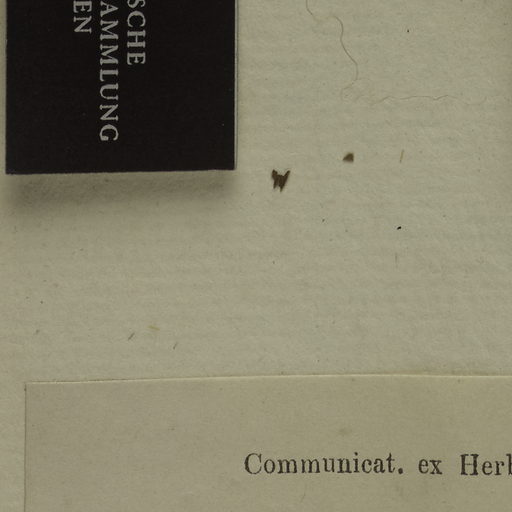 SCHE
AMMLUNG
EN
Communicat. ex Herb